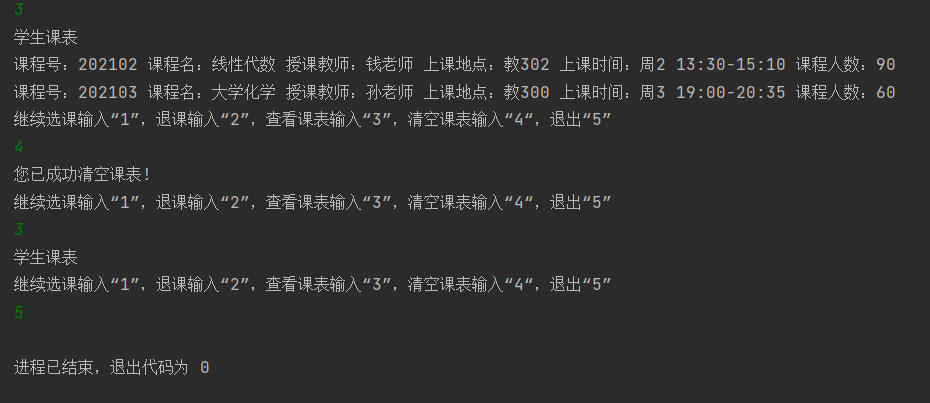 3
学生课表
课程号：202102 课程名：线性代数 授课教师：钱老师 上课地点：教302 上课时间：周2 13:30-15:10 课程人数：90
课程号：202103 课程名：大学化学 授课教师：孙老师 上课地点：教300 上课时间：周3 19:00-20:35 课程人数：60
继续选课输入“1”，退课输入“2”，查看课表输入“3”，清空课表输入“4“，退出“5”
4
您已成功清空课表！
继续选课输入“1”，退课输入“2”，查看课表输入“3”，清空课表输入“4“，退出“5”
3
学生课表
继续选课输入“1”，退课输入“2”，查看课表输入“3”，清空课表输入“4“，退出“5”
5
进程已结束，退出代码为 0